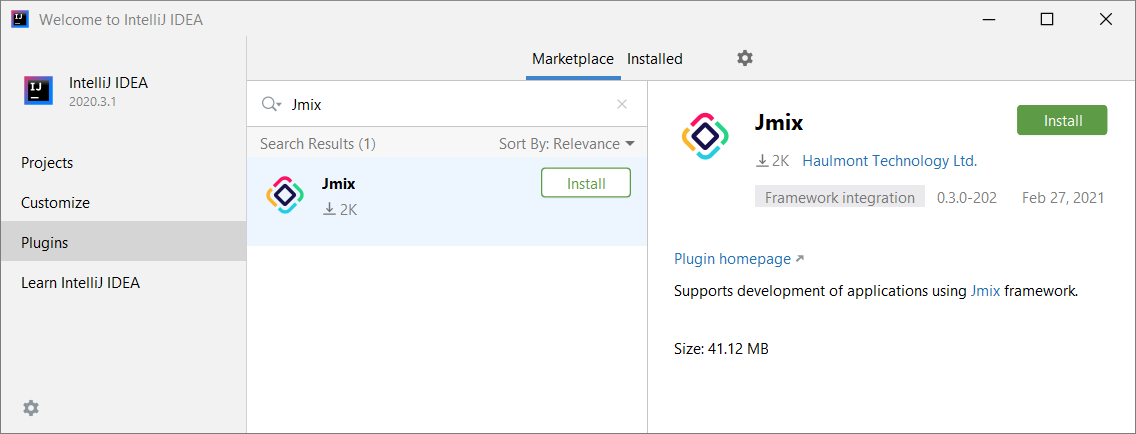 Welcome to IntelliJ IDEA
IntelliJ IDEA
2020.3.1
Projects
Customize
Plugins
Learn IntelliJ IDEA
Marketplace Installed
Jmix
Search Results (1) Sort By: Relevance
Jmix
2K
Install
Jmix
Install
2K Haulmont Technology Ltd.
Framework integration 0.3.0-202 Feb 27, 2021
Plugin homepage
Supports development of applications using Jmix framework.
Size: 41.12 MB